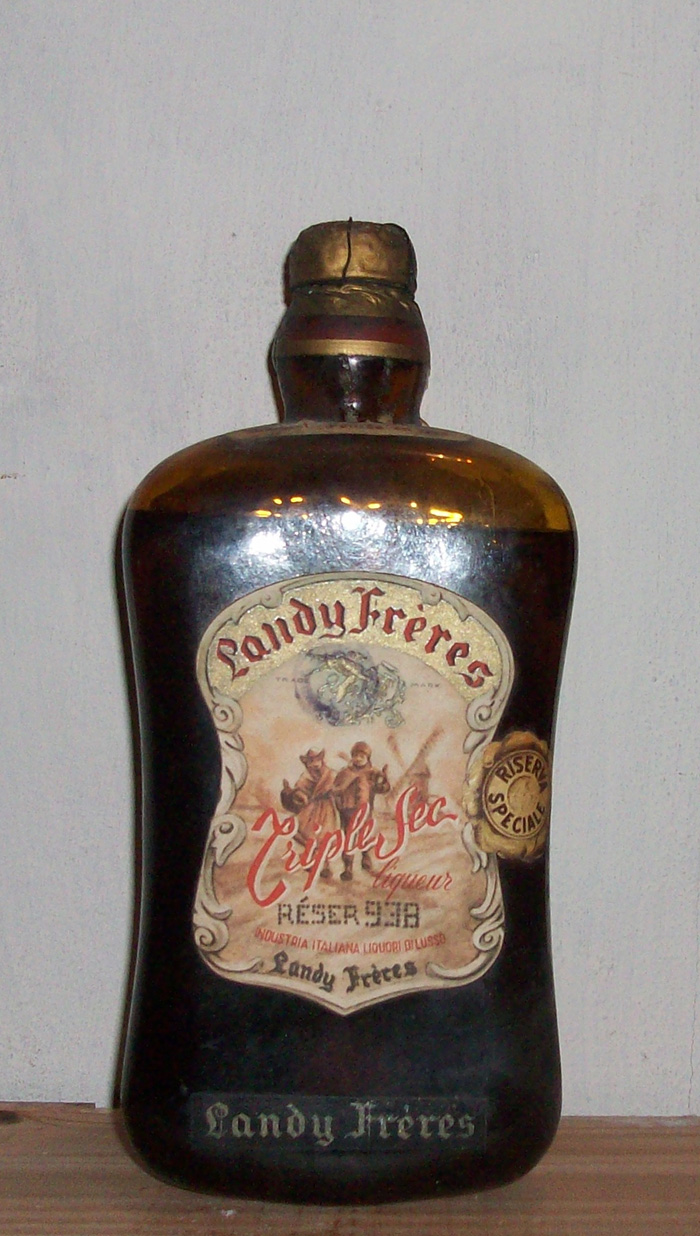 Landy Frères
TRADE MARK
RISERVA
SPECIALE
Triple Sec
liqueur
RÉSER 938
INDUSTRIA ITALIANA LIQUORI DI LUSSO
Landy Frères
Landy Frères